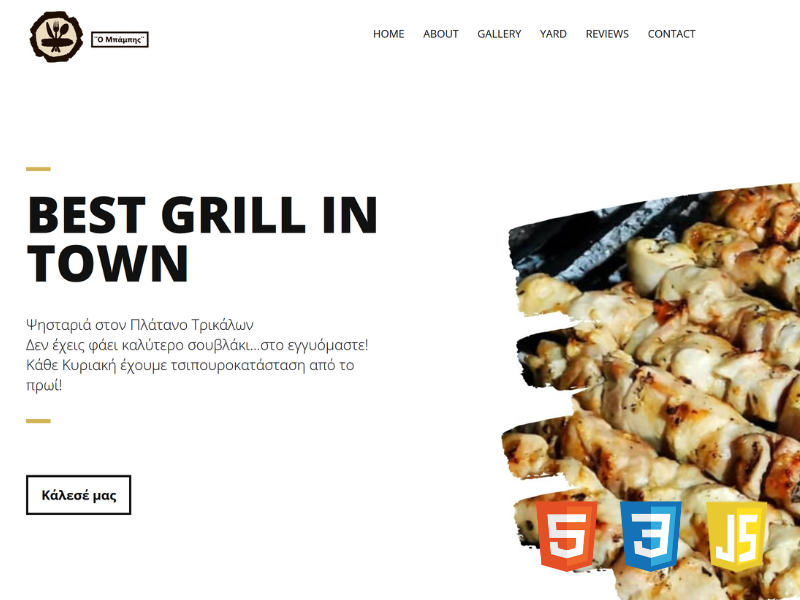 "Ο Μπάμπης"
HOME ABOUT GALLERY YARD REVIEWS CONTACT
BEST GRILL IN
TOWN
Ψησταριά στον Πλάτανο Τρικάλων
Δεν έχεις φάει καλύτερο σουβλάκι...στο εγγυόμαστε!
Κάθε Κυριακή έχουμε τσιπουροκατάσταση από το
πρωί!
Κάλεσέ μας
5 3 JS